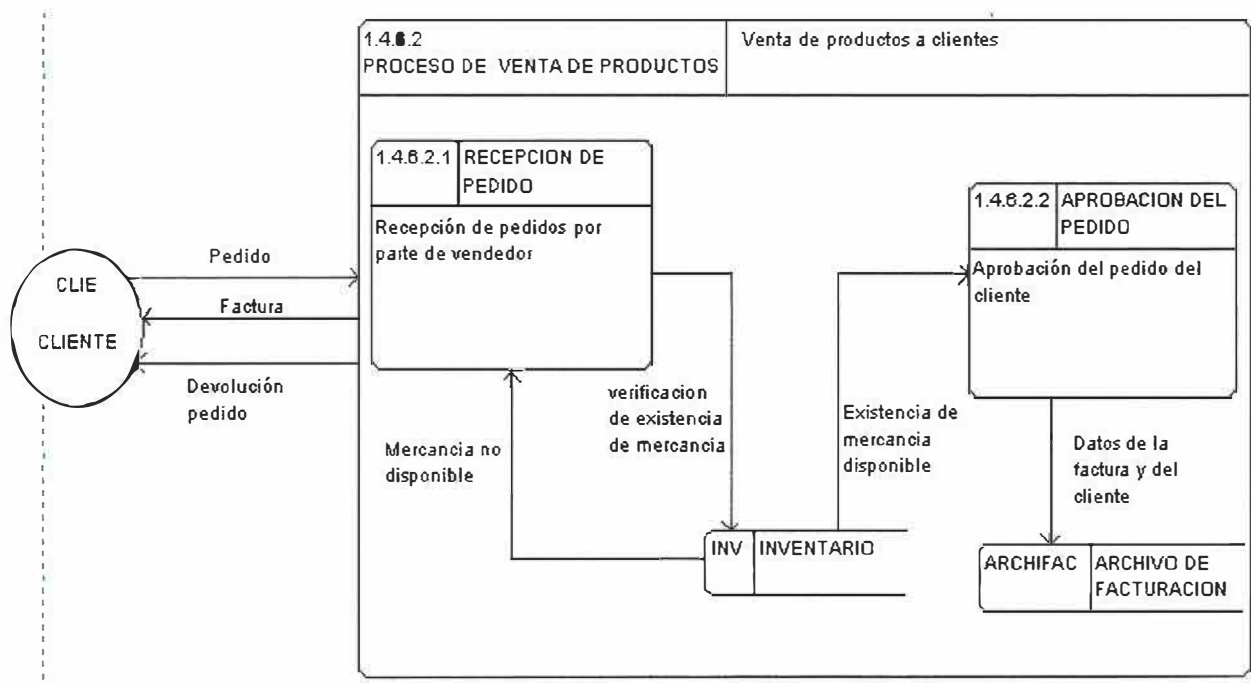 1.4.6.2
PROCESO DE VENTA DE PRODUCTOS
Venta de productos a clientes
1.4.6.2.1
RECEPCION DE
PEDIDO
Recepción de pedidos por
parte de vendedor
1.4.6.2.2
APROBACION DEL
PEDIDO
Aprobación del pedido del
cliente
CLIE
CLIENTE
Pedido
Factura
Devolución
pedido
Mercancia no
disponible
verificacion
de existencia
de mercancia
Existencia de
mercancia
disponible
Datos de la
factura y del
cliente
INV
INVENTARIO
ARCHIFAC
ARCHIVO DE
FACTURACION